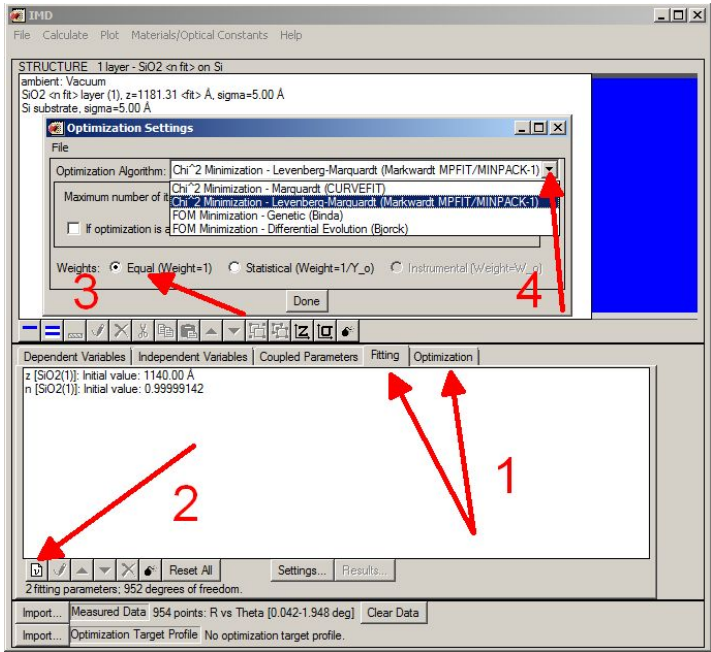 IMD
File Calculate Plot Materials/Optical Constants Help
STRUCTURE 1 layer - SiO2 <n fit> on Si
ambient: Vacuum
SiO2 <n fit> layer (1), z=1181.31 <fit> Å, sigma=5.00 Å
Si substrate, sigma=5.00 Å
Optimization Settings
File
Optimization Algorithm: Chi^2 Minimization - Levenberg-Marquardt (Markwardt MPFIT/MINPACK-1)
Chi^2 Minimization - Marquardt (CURVEFIT)
Maximum number of it
Chi^2 Minimization - Levenberg-Marquardt (Markwardt MPFIT/MINPACK-1)
FOM Minimization - Genetic (Binda)
If optimization is a
FOM Minimization - Differential Evolution (Bjorck)
Weights: Equal (Weight=1) Statistical (Weight=1/Y_o) Instrumental (Weight=W_o)
3
4
Done
Dependent Variables Independent Variables Coupled Parameters Fitting Optimization
z [SiO2(1)]: Initial value: 1140.00 Å
n [SiO2(1)]: Initial value: 0.99999142
1
2
Reset All Settings... Results...
2 fitting parameters; 952 degrees of freedom.
Import... Measured Data 954 points: R vs Theta [0.042-1.948 deg] Clear Data
Import... Optimization Target Profile No optimization target profile.